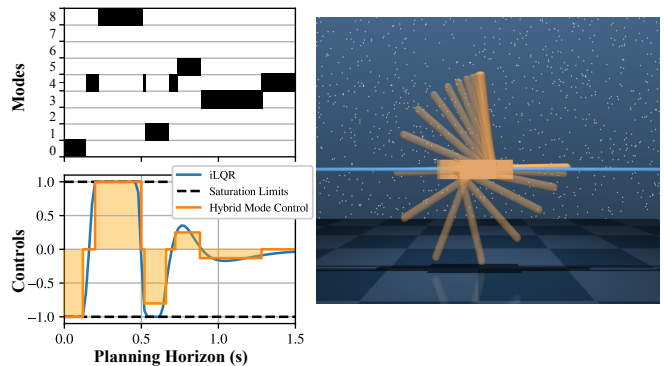 Modes
8
7
6
5
4
3
2
1
0
iLQR
Saturation Limits
Hybrid Mode Control
Controls
1.0
0.5
0.0
−0.5
−1.0
0.0 0.5 1.0 1.5
Planning Horizon (s)